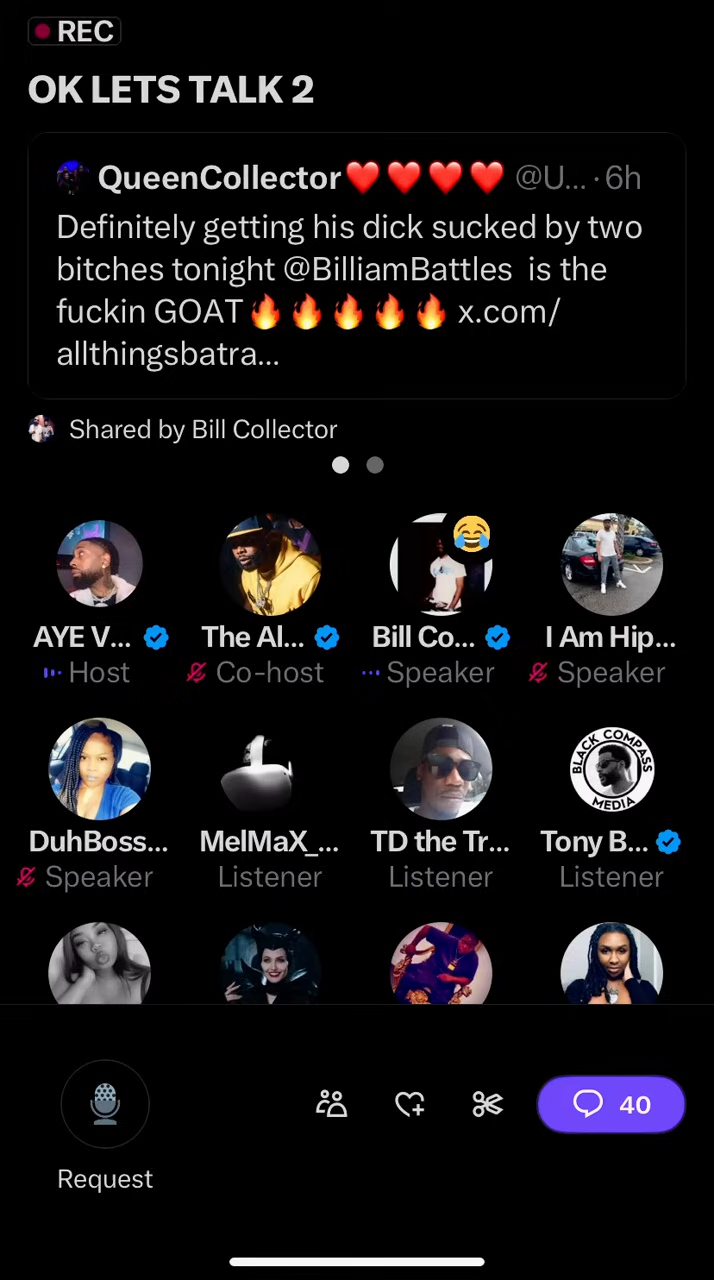 REC
OK LETS TALK 2
QueenCollector❤️❤️❤️❤️ @U... · 6h
Definitely getting his dick sucked by two
bitches tonight @BilliamBattles is the
fuckin GOAT🔥🔥🔥🔥🔥 x.com/
allthingsbatra...
Shared by Bill Collector
AYE V... The Al... Bill Co... I Am Hip...
Host Co-host Speaker Speaker
BLACK COMPASS MEDIA
DuhBoss... MelMaX_... TD the Tr... Tony B...
Speaker Listener Listener Listener
40
Request